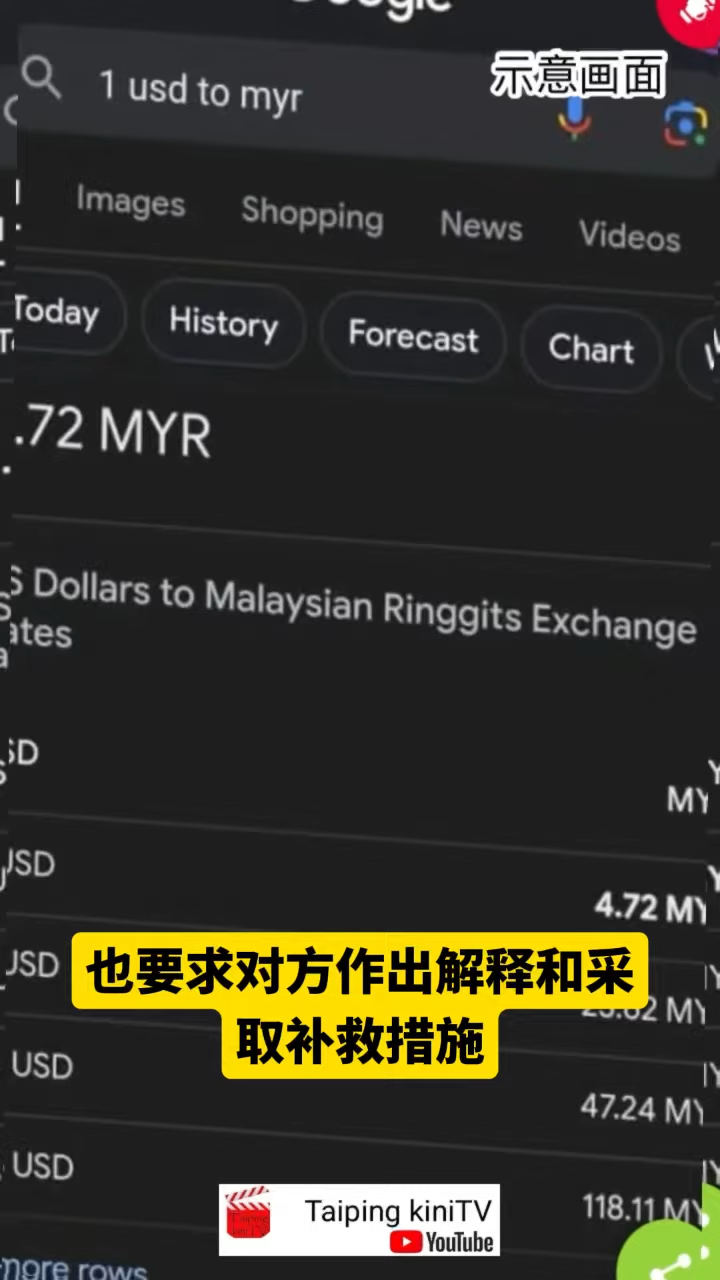 Google
示意画面
1 usd to myr
Images Shopping News Videos
Today History Forecast Chart
.72 MYR
Dollars to Malaysian Ringgits Exchange
USD
4.72 MY
USD
也要求对方作出解释和采
取补救措施
USD
47.24 MY
USD
118.11 MY
more rows
Taiping kiniTV
YouTube